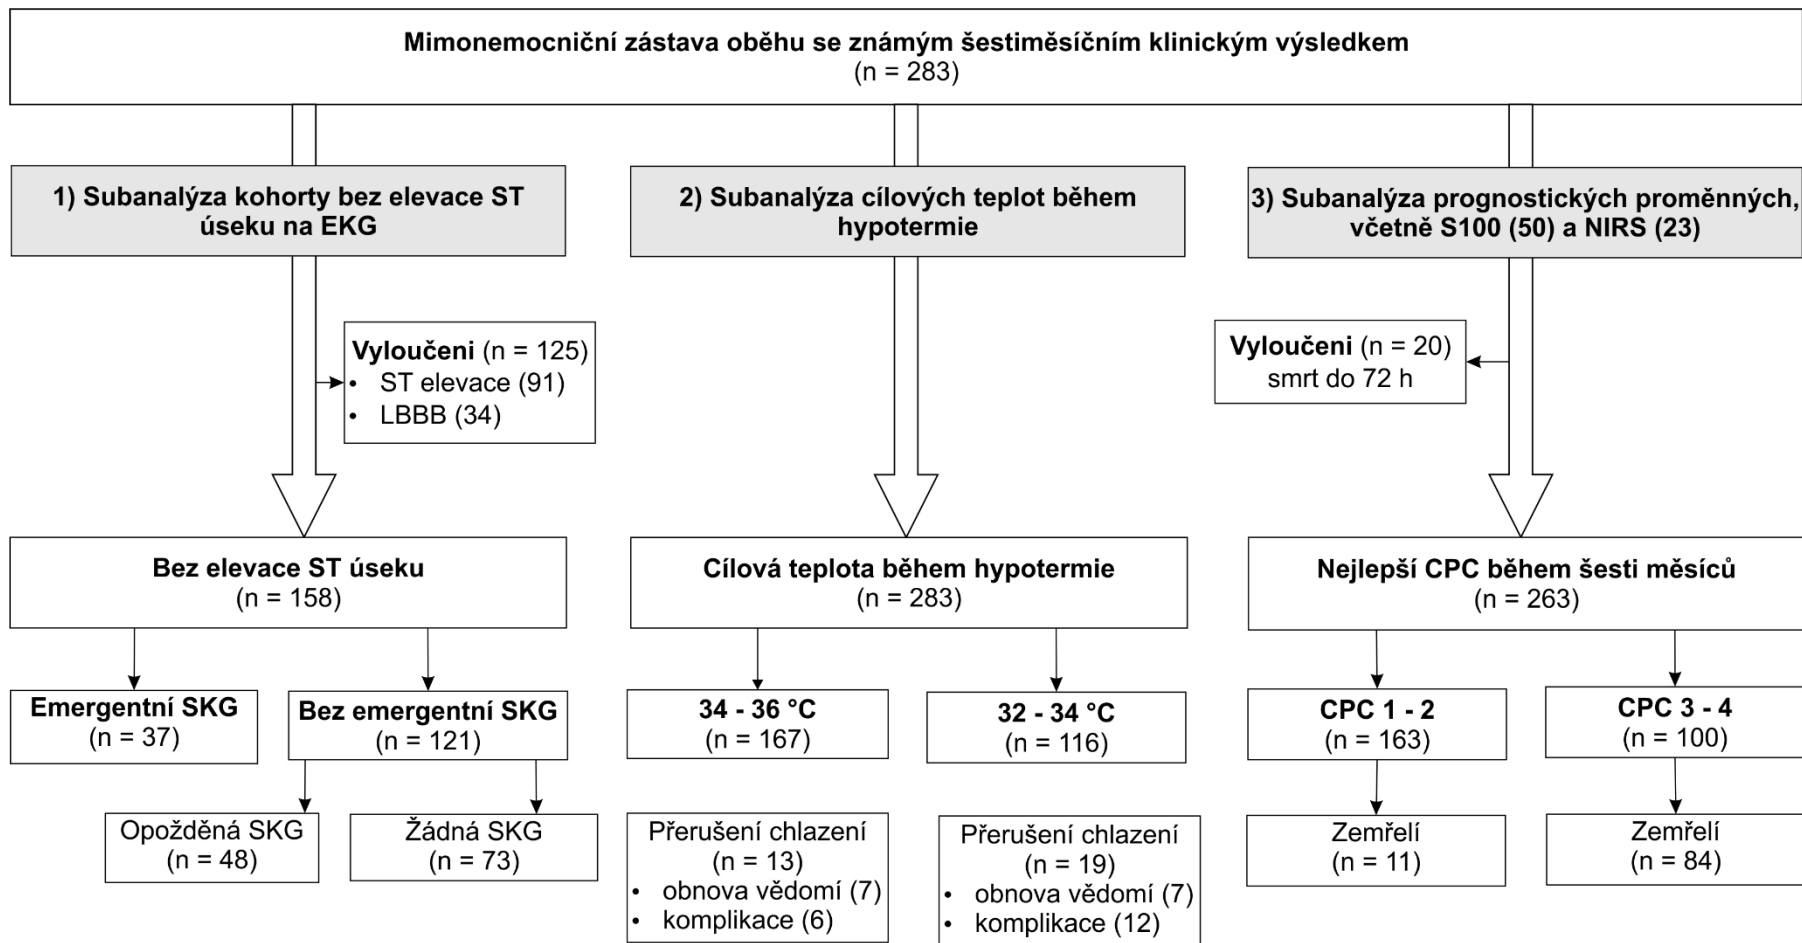 Mimonemocniční zástava oběhu se známým šestiměsíčním klinickým výsledkem
(n = 283)
1) Subanalýza kohorty bez elevace ST
úseku na EKG
2) Subanalýza cílových teplot během
hypotermie
3) Subanalýza prognostických proměnných,
včetně S100 (50) a NIRS (23)
Vyloučeni (n = 125)
• ST elevace (91)
• LBBB (34)
Vyloučeni (n = 20)
smrt do 72 h
Bez elevace ST úseku
(n = 158)
Cílová teplota během hypotermie
(n = 283)
Nejlepší CPC během šesti měsíců
(n = 263)
Emergentní SKG
(n = 37)
Bez emergentní SKG
(n = 121)
34 - 36 °C
(n = 167)
32 - 34 °C
(n = 116)
CPC 1 - 2
(n = 163)
CPC 3 - 4
(n = 100)
Opožděná SKG
(n = 48)
Žádná SKG
(n = 73)
Přerušení chlazení
(n = 13)
• obnova vědomí (7)
• komplikace (6)
Přerušení chlazení
(n = 19)
• obnova vědomí (7)
• komplikace (12)
Zemřelí
(n = 11)
Zemřelí
(n = 84)